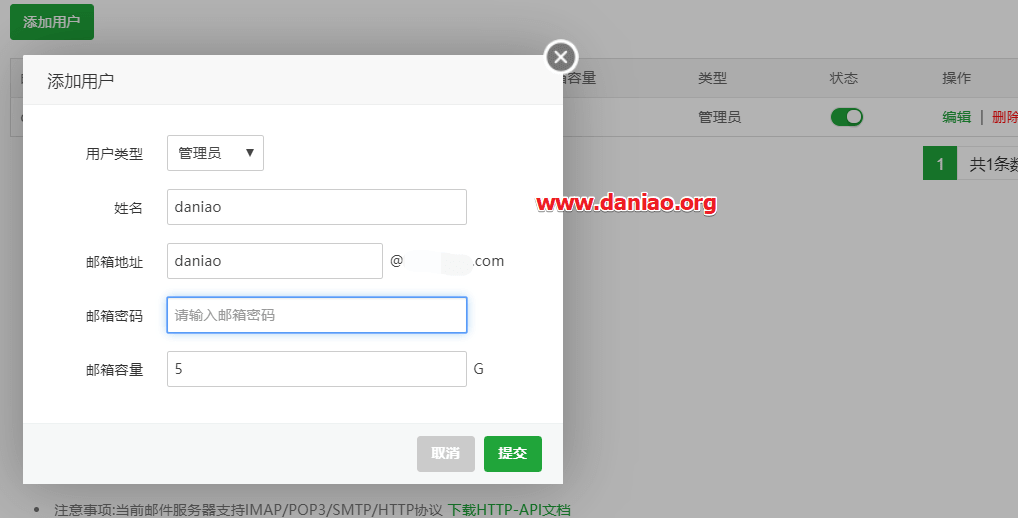 添加用户
添加用户
箱容量 类型 状态 操作
管理员 编辑 | 删除
用户类型 管理员 ▼
1 共1条数
姓名 daniao
www.daniao.org
邮箱地址 daniao @ .com
邮箱密码 请输入邮箱密码
邮箱容量 5 G
取消 提交
• 注意事项:当前邮件服务器支持IMAP/POP3/SMTP/HTTP协议 下载HTTP-API文档